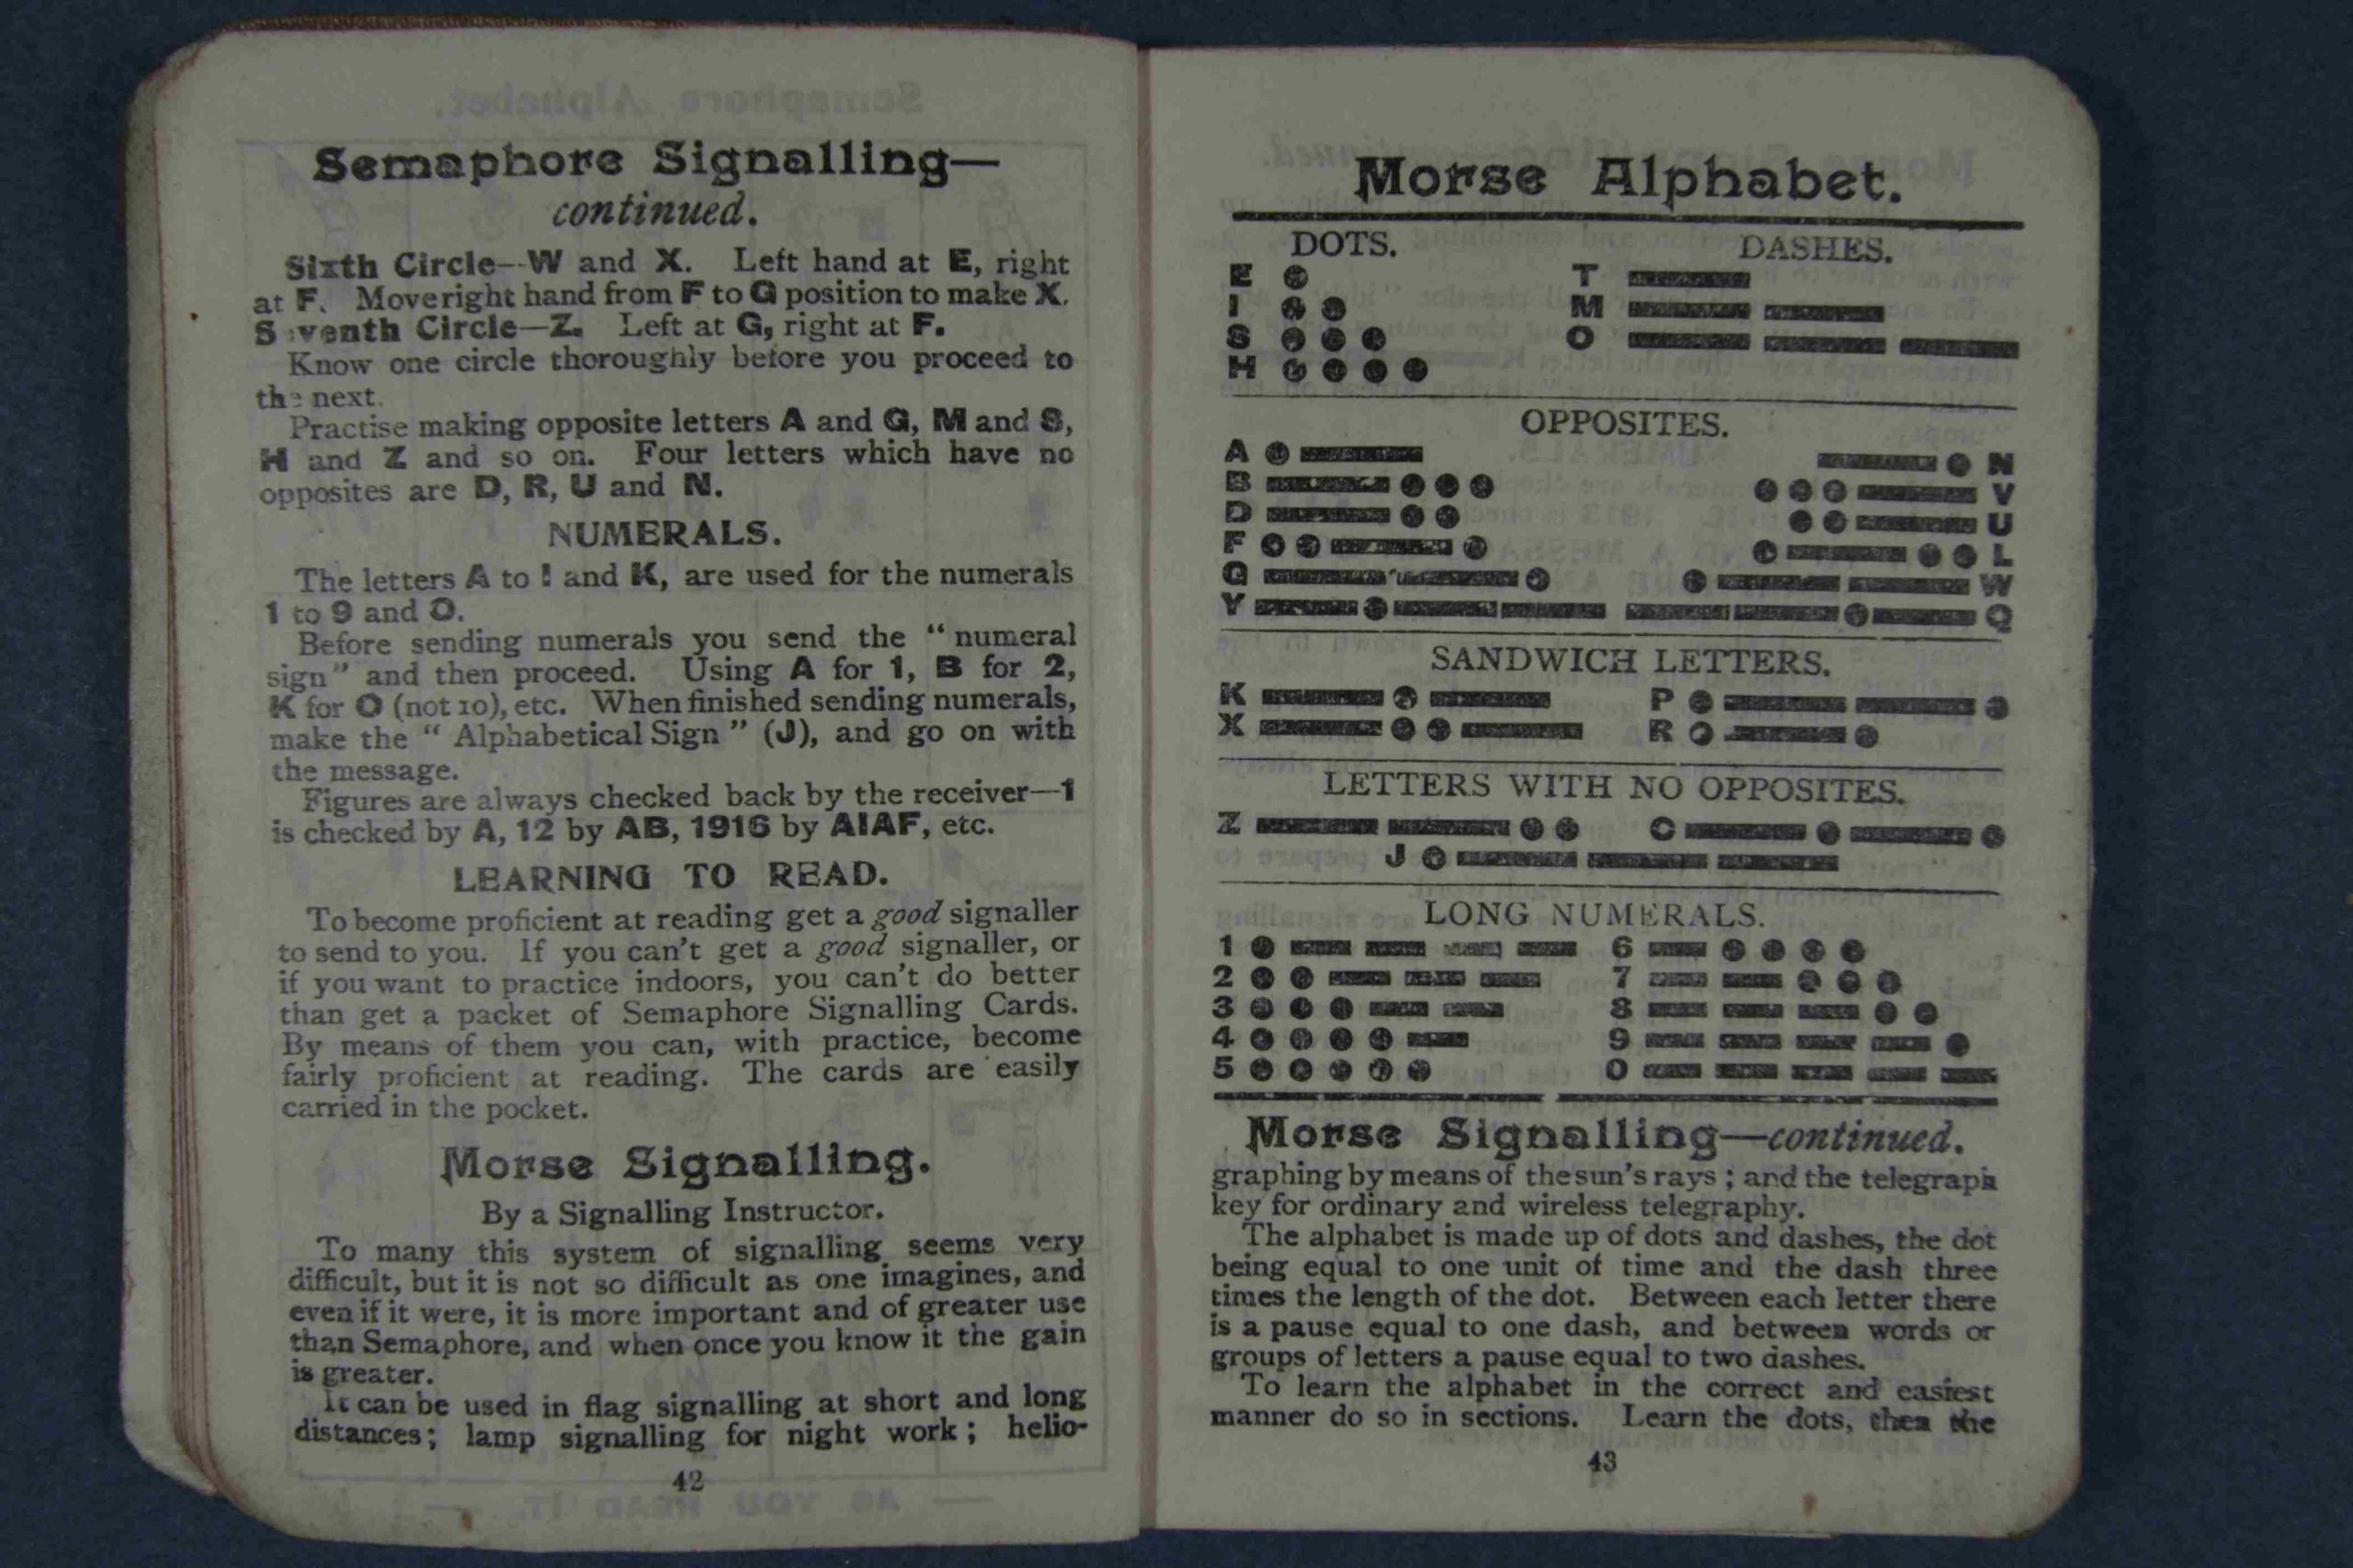 Semaphore Signalling—
continued.
Sixth Circle—W and X. Left hand at E, right
at F. Move right hand from F to G position to make X.
S venth Circle—Z. Left at G, right at F.
Know one circle thoroughly before you proceed to
the next.
Practise making opposite letters A and G, M and S,
H and Z and so on. Four letters which have no
opposites are D, R, U and N.
NUMERALS.
The letters A to I and K, are used for the numerals
1 to 9 and O.
Before sending numerals you send the “numeral
sign” and then proceed. Using A for 1, B for 2,
K for O (not 10), etc. When finished sending numerals,
make the “Alphabetical Sign” (J), and go on with
the message.
Figures are always checked back by the receiver—1
is checked by A, 12 by AB, 1916 by AIAF, etc.
LEARNING TO READ.
To become proficient at reading get a good signaller
to send to you. If you can't get a good signaller, or
if you want to practice indoors, you can't do better
than get a packet of Semaphore Signalling Cards.
By means of them you can, with practice, become
fairly proficient at reading. The cards are easily
carried in the pocket.
Morse Signalling.
By a Signalling Instructor.
To many this system of signalling seems very
difficult, but it is not so difficult as one imagines, and
even if it were, it is more important and of greater use
than Semaphore, and when once you know it the gain
is greater.
It can be used in flag signalling at short and long
distances; lamp signalling for night work; helio-
42
Morse Alphabet.
DOTS. DASHES.
E T
I M
S O
H
OPPOSITES.
A N
B V
D U
F L
G W
Y Q
SANDWICH LETTERS.
K P
X R
LETTERS WITH NO OPPOSITES.
Z C
J
LONG NUMERALS.
1 6
2 7
3 8
4 9
5 O
Morse Signalling—continued.
graphing by means of the sun's rays; and the telegraph
key for ordinary and wireless telegraphy.
The alphabet is made up of dots and dashes, the dot
being equal to one unit of time and the dash three
times the length of the dot. Between each letter there
is a pause equal to one dash, and between words or
groups of letters a pause equal to two dashes.
To learn the alphabet in the correct and easiest
manner do so in sections. Learn the dots, then the
43